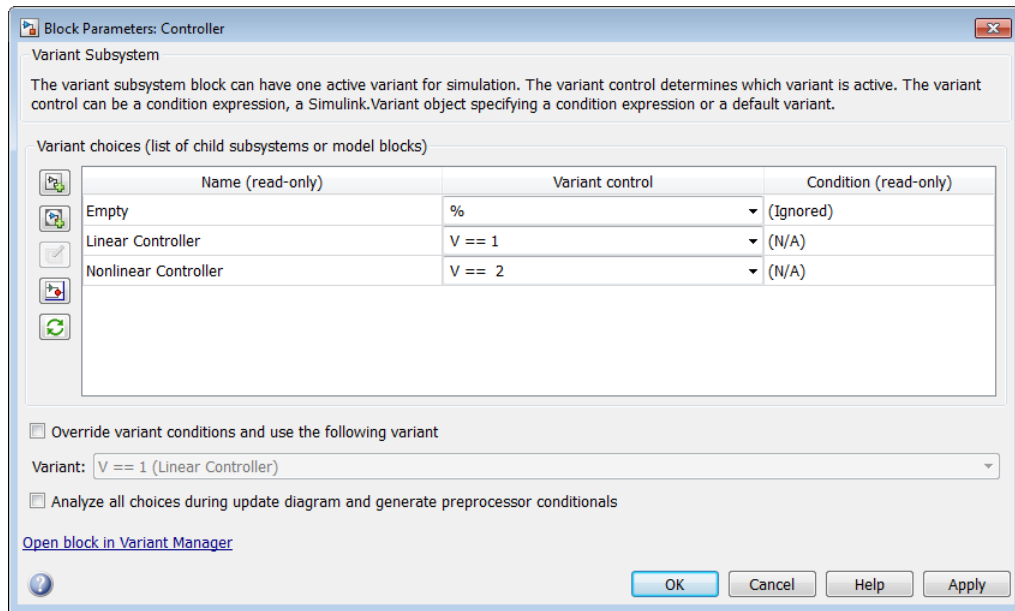 Block Parameters: Controller
Variant Subsystem
The variant subsystem block can have one active variant for simulation. The variant control determines which variant is active. The variant
control can be a condition expression, a Simulink.Variant object specifying a condition expression or a default variant.
Variant choices (list of child subsystems or model blocks)
Name (read-only) Variant control Condition (read-only)
Empty % (Ignored)
Linear Controller V == 1 (N/A)
Nonlinear Controller V ==  2 (N/A)
Override variant conditions and use the following variant
Variant: V == 1 (Linear Controller)
Analyze all choices during update diagram and generate preprocessor conditionals
Open block in Variant Manager
? OK Cancel Help Apply